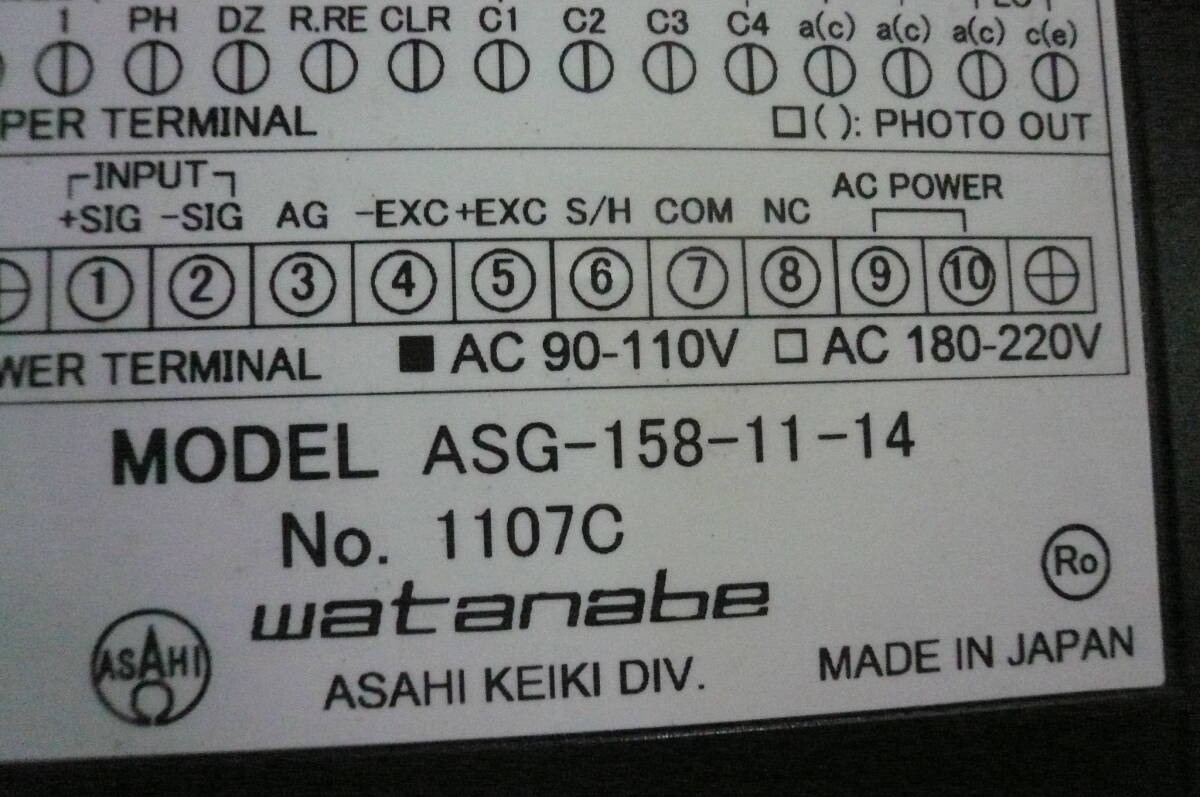 1 PH DZ R.RE CLR C1 C2 C3 C4 a(c) a(c) a(c) c(e)
PER TERMINAL □( ): PHOTO OUT
INPUT AC POWER
+SIG -SIG AG -EXC +EXC S/H COM NC
① ② ③ ④ ⑤ ⑥ ⑦ ⑧ ⑨ ⑩
WER TERMINAL ■ AC 90-110V □ AC 180-220V
MODEL ASG-158-11-14
No. 1107C
watanabe
Ro
ASAHI
ASAHI KEIKI DIV. MADE IN JAPAN